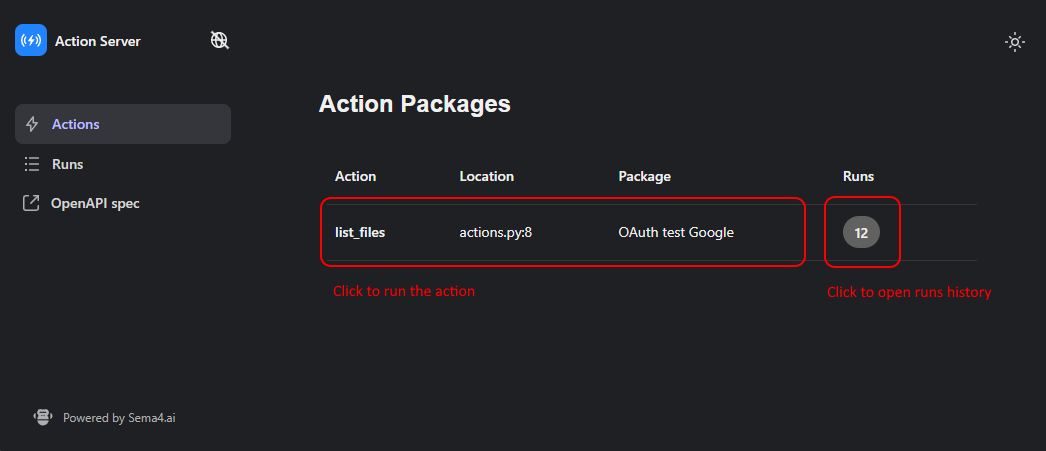 Action Server
Actions
Runs
OpenAPI spec
Action Packages
Action Location Package Runs
list_files actions.py:8 OAuth test Google 12
Click to run the action Click to open runs history
Powered by Sema4.ai